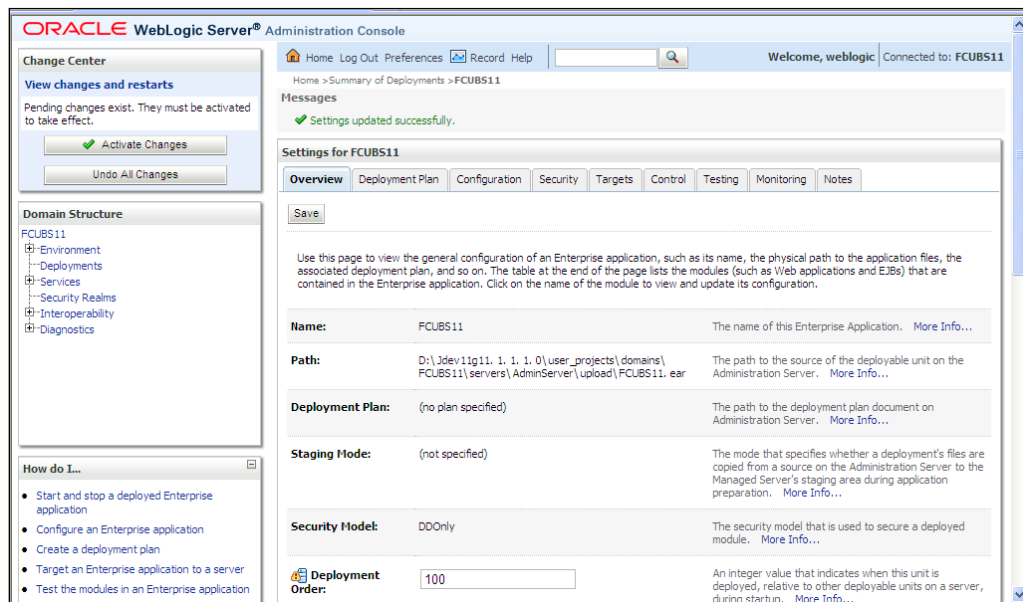 ORACLE WebLogic Server® Administration Console
Change Center
View changes and restarts
Pending changes exist. They must be activated
to take effect.
Activate Changes
Undo All Changes
Domain Structure
FCUBS11
Environment
Deployments
Services
Security Realms
Interoperability
Diagnostics
How do I...
Start and stop a deployed Enterprise
application
Configure an Enterprise application
Create a deployment plan
Target an Enterprise application to a server
Test the modules in an Enterprise application
Home Log Out Preferences Record Help
Welcome, weblogic Connected to: FCUBS11
Home >Summary of Deployments >FCUBS11
Messages
Settings updated successfully.
Settings for FCUBS11
Overview Deployment Plan Configuration Security Targets Control Testing Monitoring Notes
Save
Use this page to view the general configuration of an Enterprise application, such as its name, the physical path to the application files, the
associated deployment plan, and so on. The table at the end of the page lists the modules (such as Web applications and EJBs) that are
contained in the Enterprise application. Click on the name of the module to view and update its configuration.
Name: FCUBS11 The name of this Enterprise Application. More Info...
Path: D:\Jdev11g11. 1. 1. 1. 0\user_projects\domains\ The path to the source of the deployable unit on the
FCUBS11\servers\AdminServer\upload\FCUBS11. ear Administration Server. More Info...
Deployment Plan: (no plan specified) The path to the deployment plan document on
Administration Server. More Info...
Staging Mode: (not specified) The mode that specifies whether a deployment's files are
copied from a source on the Administration Server to the
Managed Server's staging area during application
preparation. More Info...
Security Model: DDOnly The security model that is used to secure a deployed
module. More Info...
Deployment 100 An integer value that indicates when this unit is
Order: deployed, relative to other deployable units on a server,
during startup. More Info...